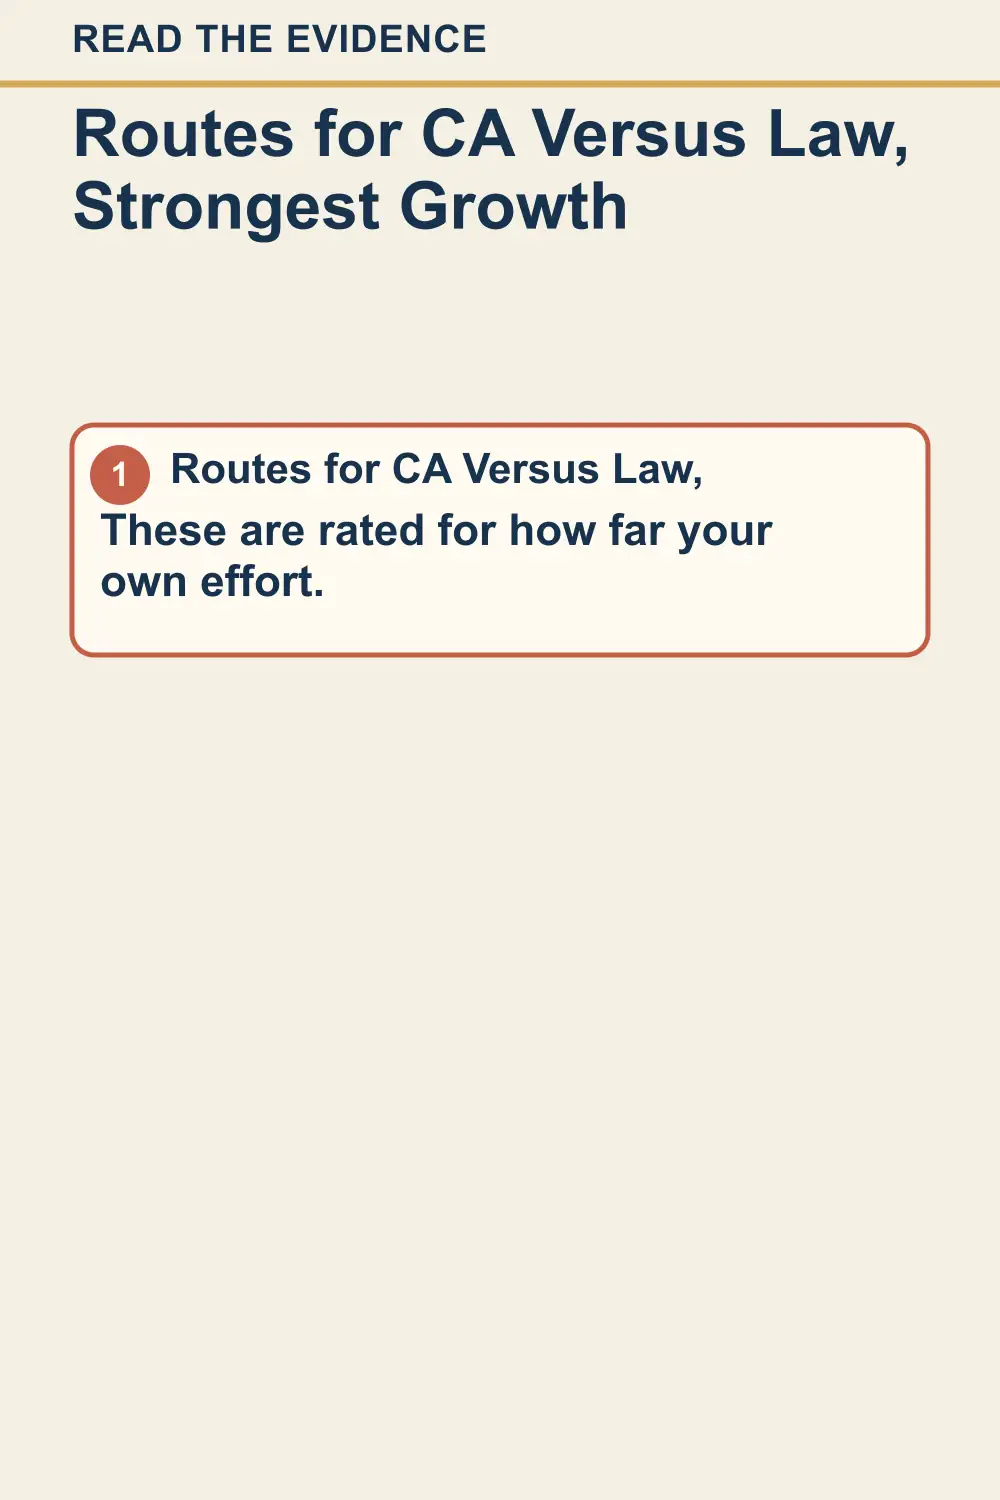 READ THE EVIDENCE
Routes for CA Versus Law,
Strongest Growth
1 Routes for CA Versus Law,
These are rated for how far your
own effort.